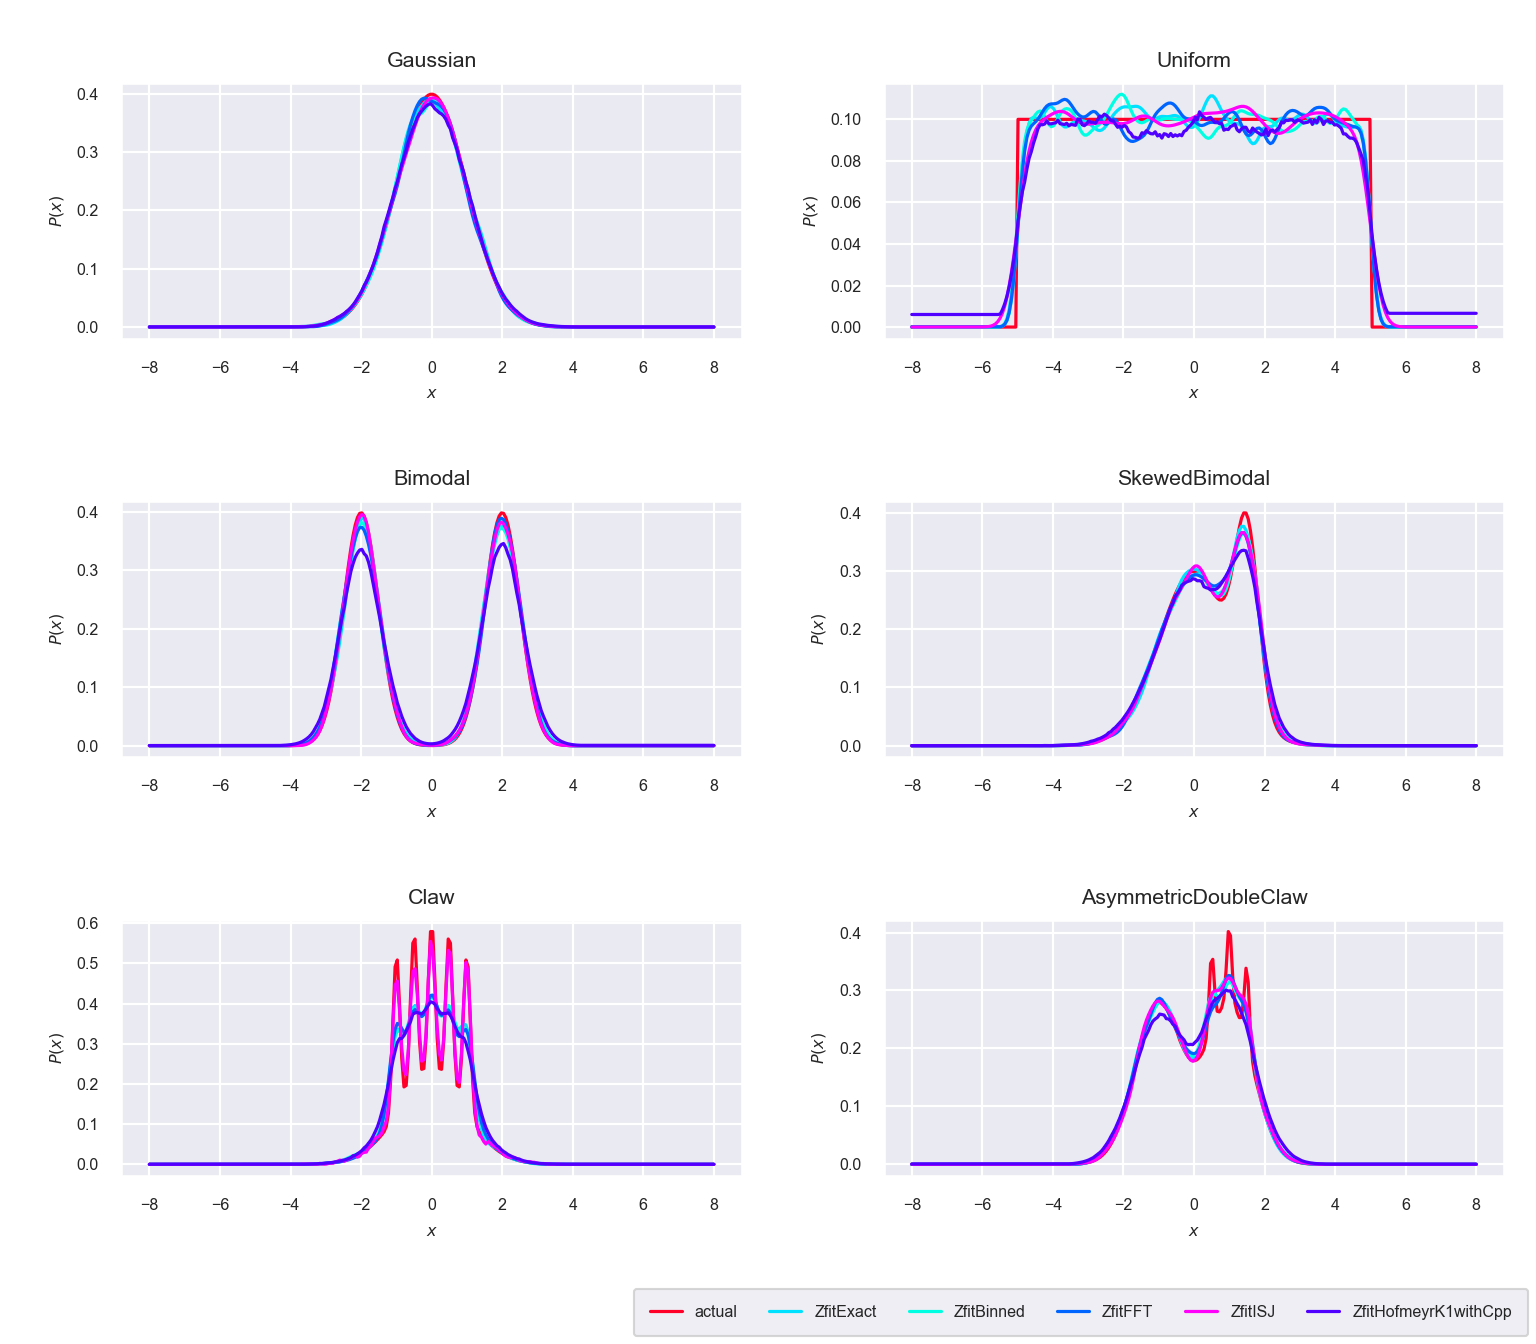 Gaussian
0.4
0.3
0.2
0.1
0.0
P(x)
−8 −6 −4 −2 0 2 4 6 8
x
Uniform
0.10
0.08
0.06
0.04
0.02
0.00
P(x)
−8 −6 −4 −2 0 2 4 6 8
x
Bimodal
0.4
0.3
0.2
0.1
0.0
P(x)
−8 −6 −4 −2 0 2 4 6 8
x
SkewedBimodal
0.4
0.3
0.2
0.1
0.0
P(x)
−8 −6 −4 −2 0 2 4 6 8
x
Claw
0.6
0.5
0.4
0.3
0.2
0.1
0.0
P(x)
−8 −6 −4 −2 0 2 4 6 8
x
AsymmetricDoubleClaw
0.4
0.3
0.2
0.1
0.0
P(x)
−8 −6 −4 −2 0 2 4 6 8
x
actual ZfitExact ZfitBinned ZfitFFT ZfitISJ ZfitHofmeyrK1withCpp